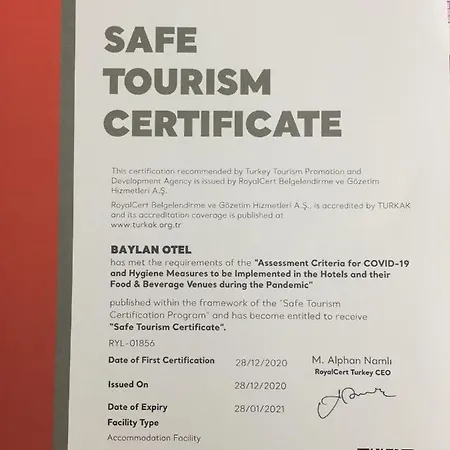 SAFE
TOURISM
CERTIFICATE
This certification recommended by Turkey Tourism Promotion and
Development Agency is issued by RoyalCert Belgelendirme ve Gözetim
Hizmetleri A.Ş.
RoyalCert Belgelendirme ve Gözetim Hizmetleri A.Ş., is accredited by TURKAK
and its accreditation coverage is published at
www.turkak.org.tr
BAYLAN OTEL
has met the requirements of the "Assessment Criteria for COVID-19
and Hygiene Measures to be Implemented in the Hotels and their
Food & Beverage Venues during the Pandemic"
published within the framework of the "Safe Tourism
Certification Program" and has become entitled to receive
"Safe Tourism Certificate".
RYL-01856
Date of First Certification 28/12/2020 M. Alphan Namlı
RoyalCert Turkey CEO
Issued On 28/12/2020
Date of Expiry 28/01/2021
Facility Type
Accommodation Facility